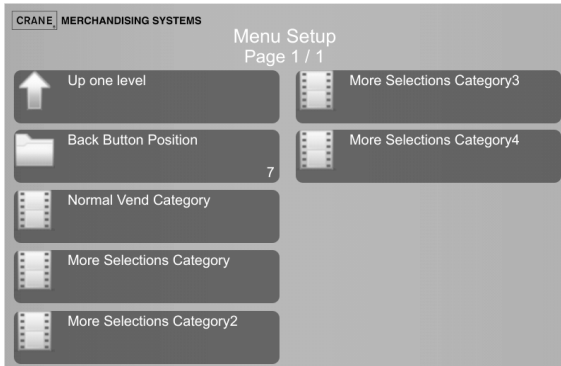 CRANE® MERCHANDISING SYSTEMS
Menu Setup
Page 1 / 1
Up one level
Back Button Position
7
Normal Vend Category
More Selections Category
More Selections Category2
More Selections Category3
More Selections Category4